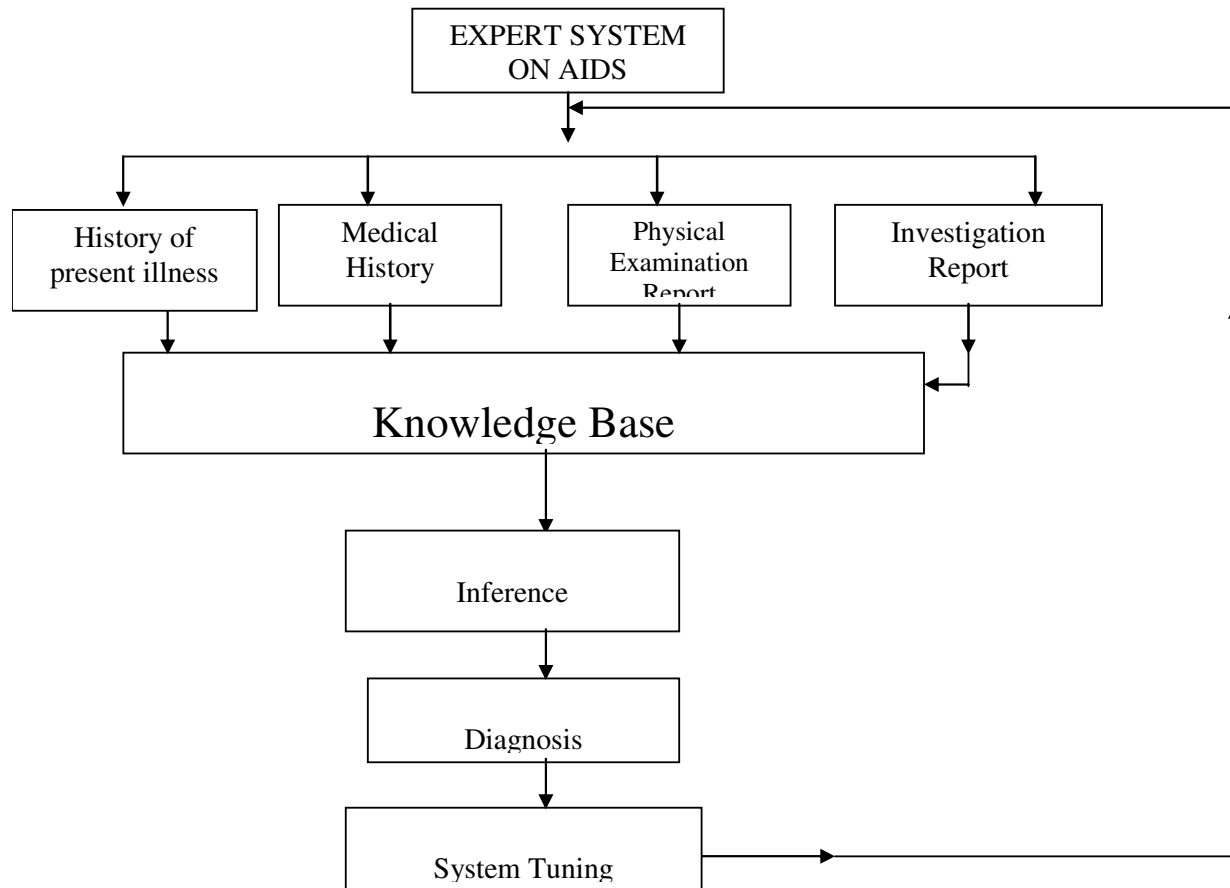 EXPERT SYSTEM
ON AIDS
History of
present illness
Medical
History
Physical
Examination
Report
Investigation
Report
Knowledge Base
Inference
Diagnosis
System Tuning